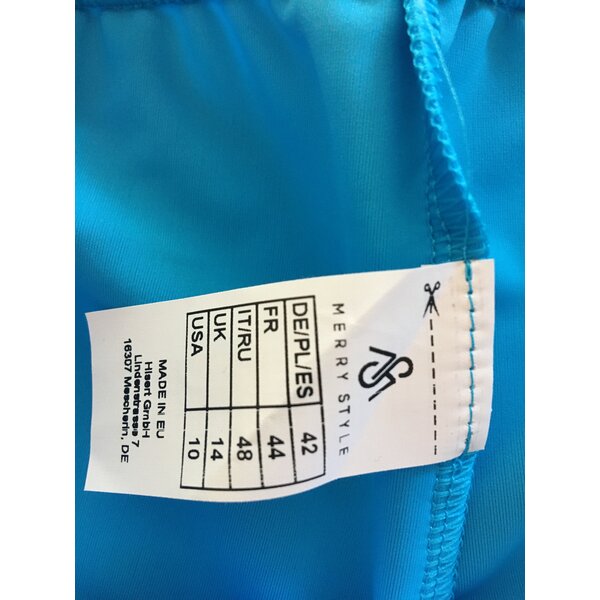 MERRY STYLE
DE/PL/ES 42
FR 44
IT/RU 48
UK 14
USA 10
MADE IN EU
Hisert GmbH
Lindenstrasse 7
16307 Mescherin, DE